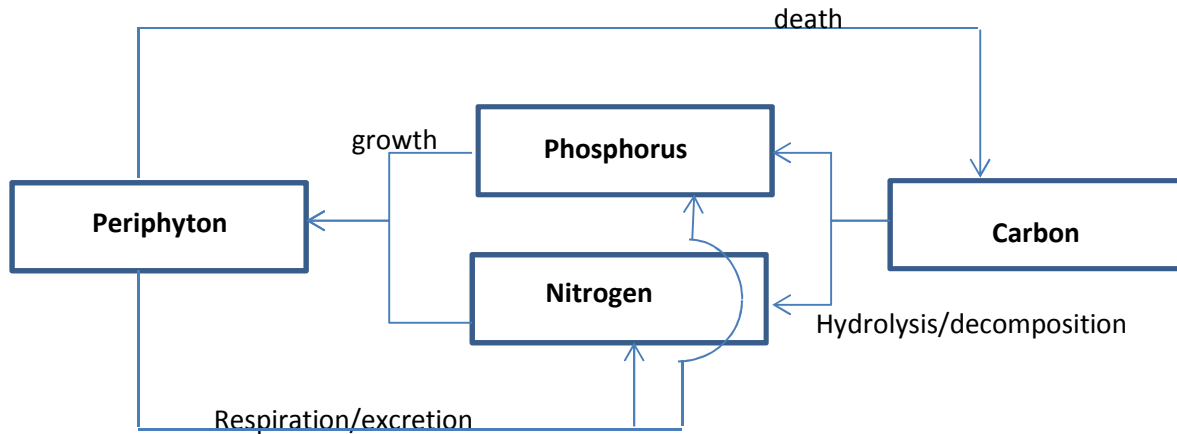 death
growth
Phosphorus
Periphyton
Carbon
Nitrogen
Hydrolysis/decomposition
Respiration/excretion